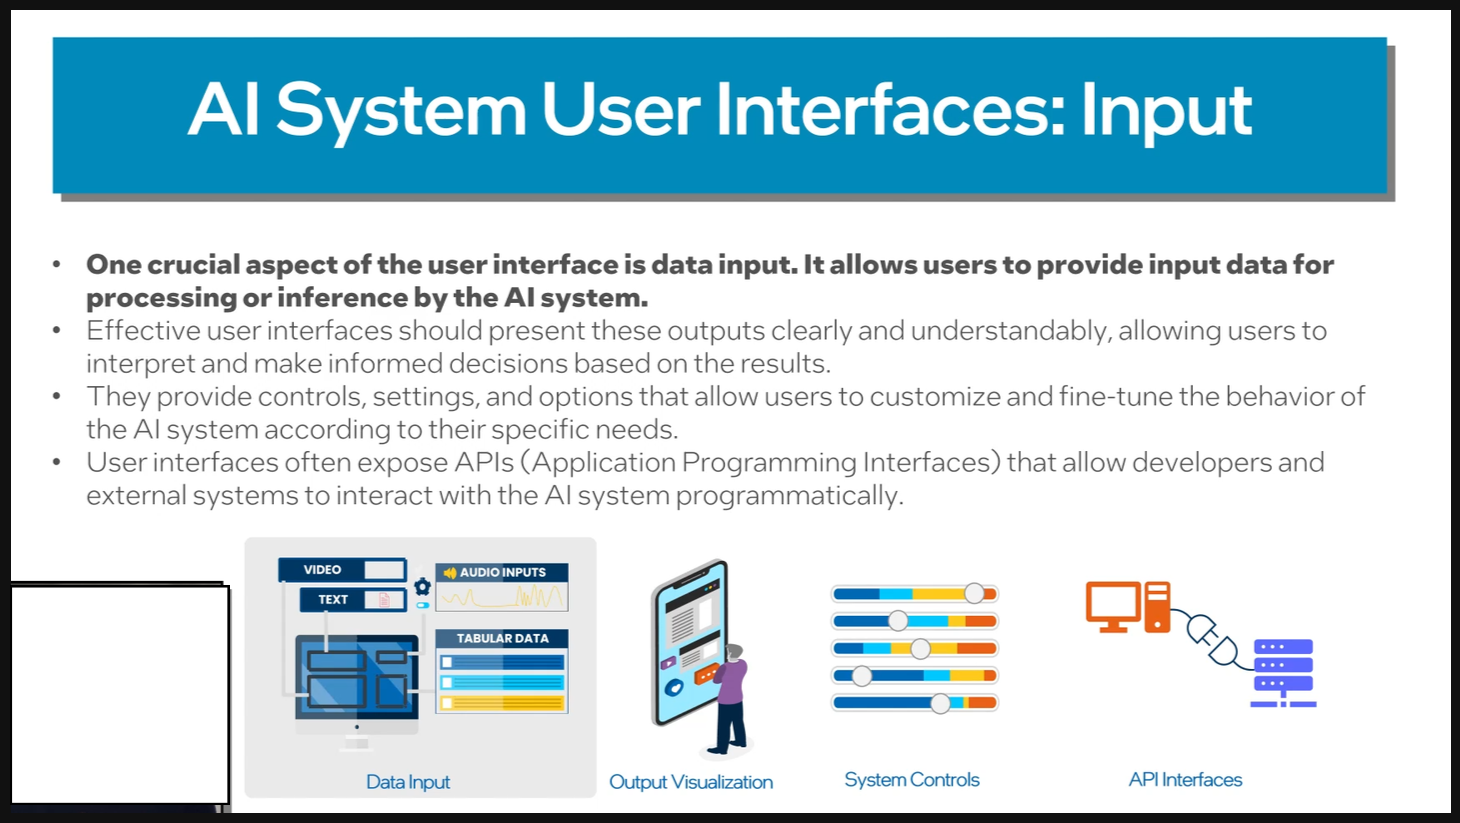 AI System User Interfaces: Input
• One crucial aspect of the user interface is data input. It allows users to provide input data for
processing or inference by the AI system.
• Effective user interfaces should present these outputs clearly and understandably, allowing users to
interpret and make informed decisions based on the results.
• They provide controls, settings, and options that allow users to customize and fine-tune the behavior of
the AI system according to their specific needs.
• User interfaces often expose APIs (Application Programming Interfaces) that allow developers and
external systems to interact with the AI system programmatically.
VIDEO
TEXT
AUDIO INPUTS
TABULAR DATA
Data Input
Output Visualization
System Controls
API Interfaces